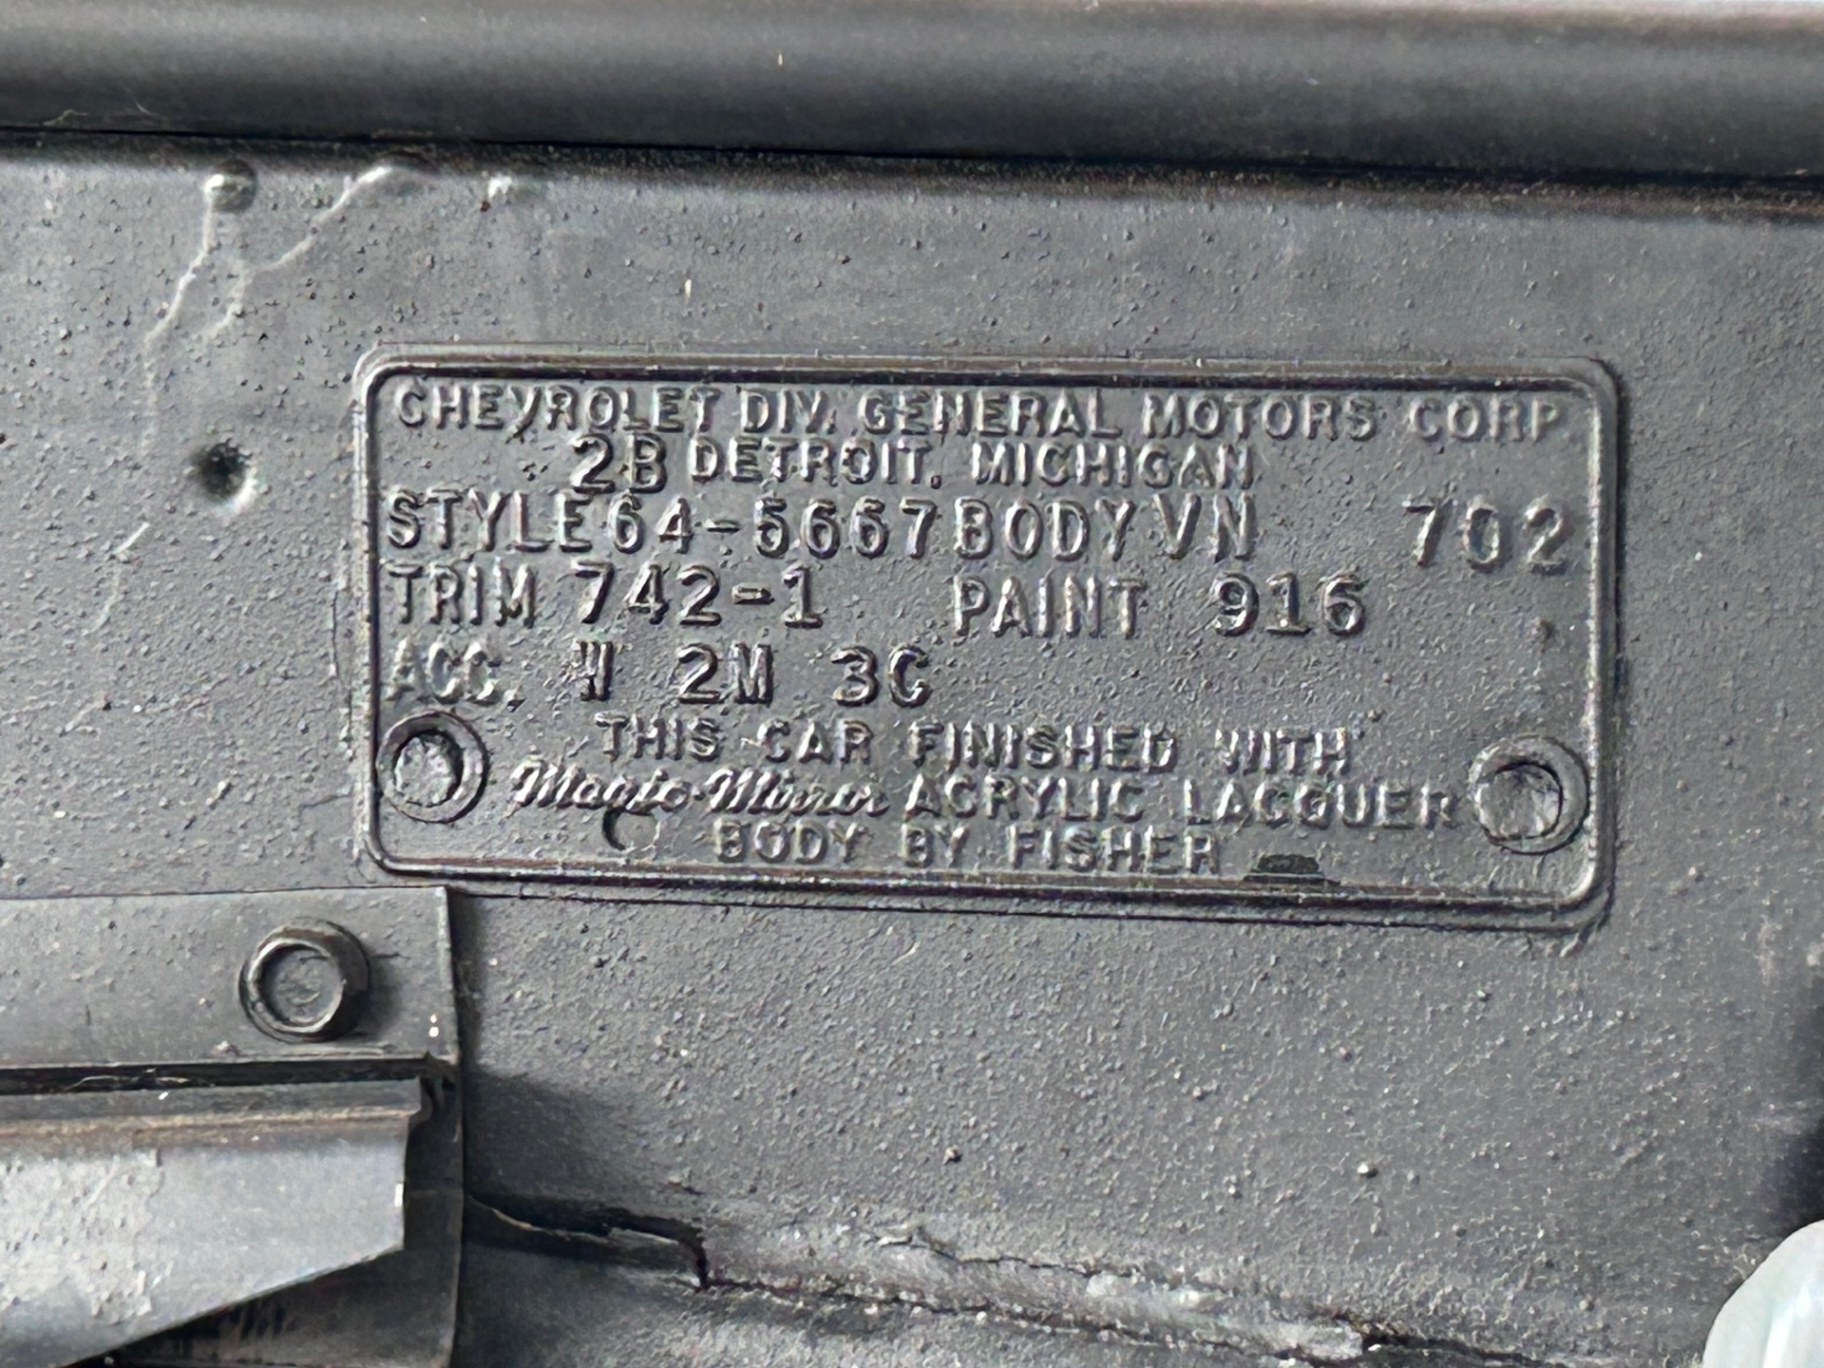 CHEVROLET DIV. GENERAL MOTORS CORP.
2B DETROIT, MICHIGAN
STYLE 64-5667 BODY VN 702
TRIM 742-1 PAINT 916
ACC. W 2M 3C
THIS CAR FINISHED WITH
Magic-Mirror ACRYLIC LACQUER
BODY BY FISHER